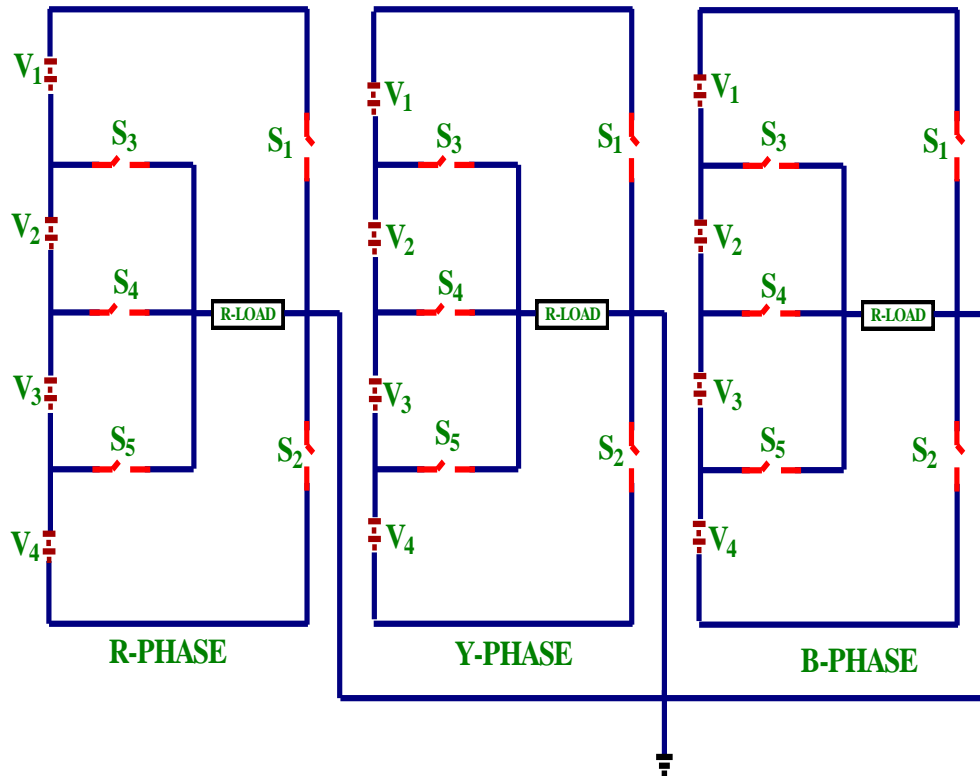 V1
S3
S1
V2
S4
R-LOAD
V3
S5
S2
V4
R-PHASE
V1
S3
S1
V2
S4
R-LOAD
V3
S5
S2
V4
Y-PHASE
V1
S3
S1
V2
S4
R-LOAD
V3
S5
S2
V4
B-PHASE